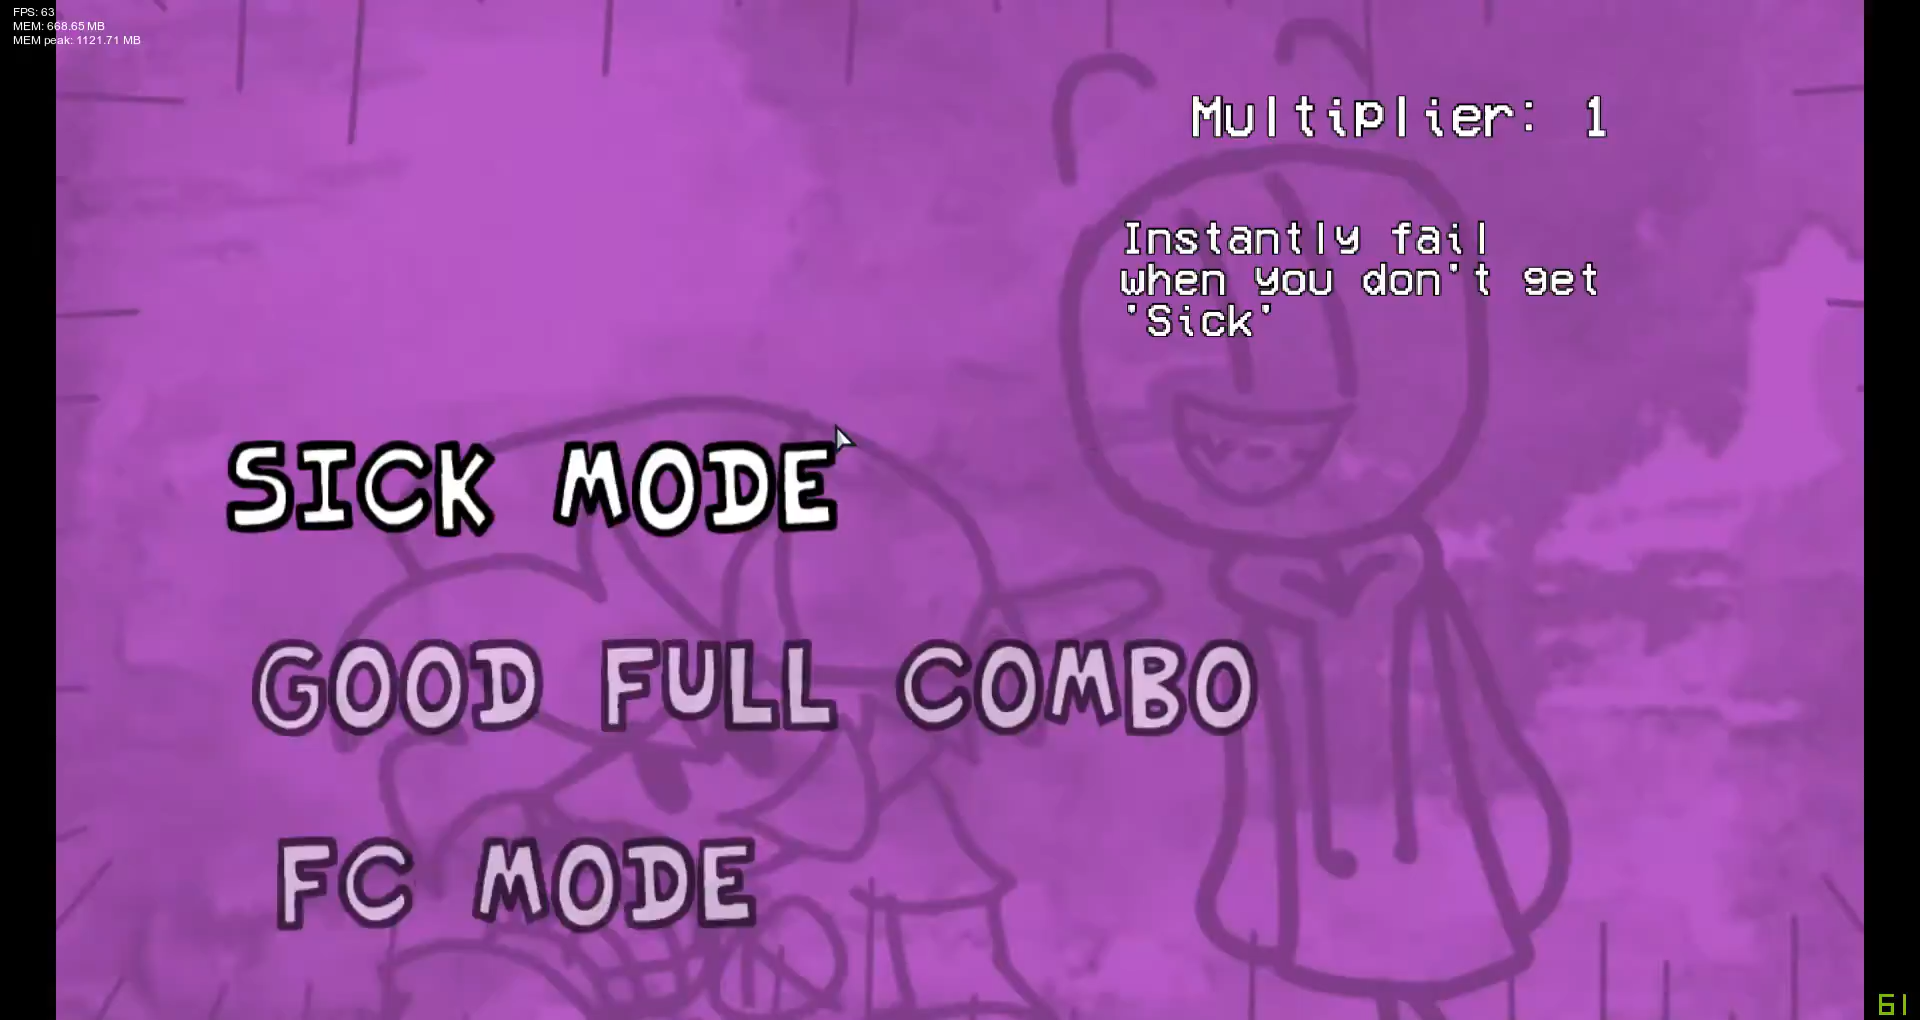 FPS: 63
MEM: 668.65 MB
MEM peak: 1121.71 MB
Multiplier: 1
Instantly fail
when you don't get
'Sick'
SICK MODE
GOOD FULL COMBO
FC MODE
61